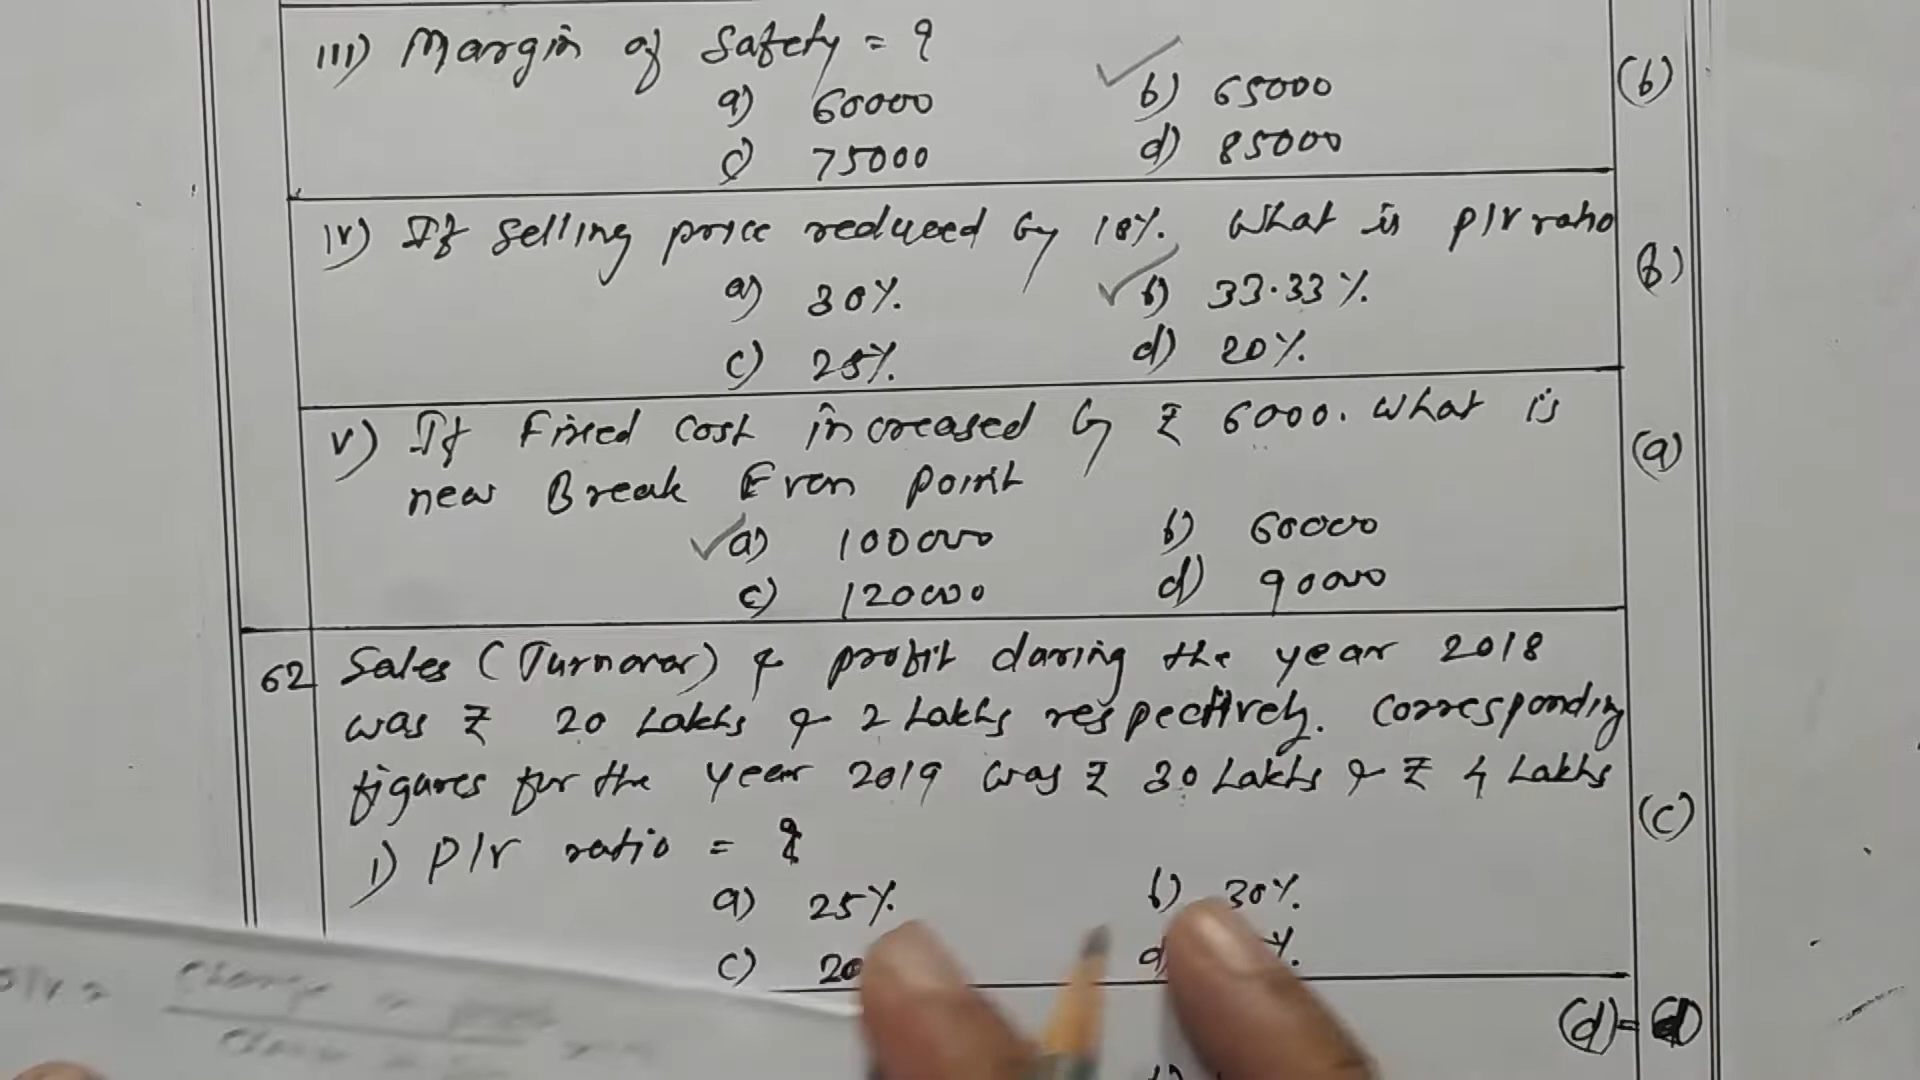 III) Margin of Safety = ?
a) 60000 b) 65000 (b)
c) 75000 d) 85000
IV) If Selling price reduced by 10%. What is P/V ratio
a) 30% b) 33.33% (b)
c) 25% d) 20%
V) If Fixed Cost increased by ₹ 6000. What is (a)
new Break Even point
a) 100000 b) 60000
c) 120000 d) 90000
62 Sales (Turnover) & profit during the year 2018
was ₹ 20 Lakhs & 2 Lakhs respectively. Corresponding
figures for the year 2019 was ₹ 30 Lakhs & ₹ 4 Lakhs
i) P/V ratio = ? (c)
a) 25% b) 30%
c) 20 d %.
(d) =